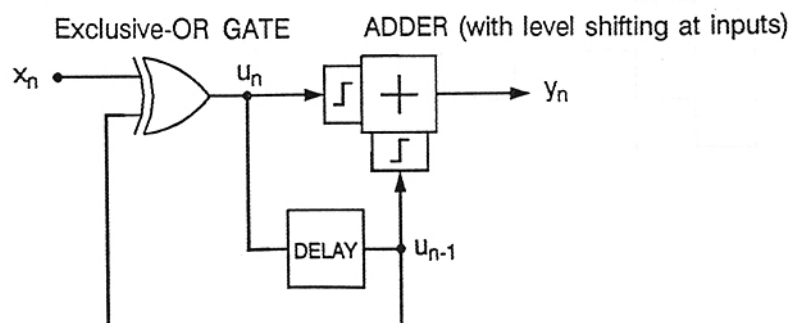 Exclusive-OR GATE ADDER (with level shifting at inputs)
xn un + yn
DELAY un-1